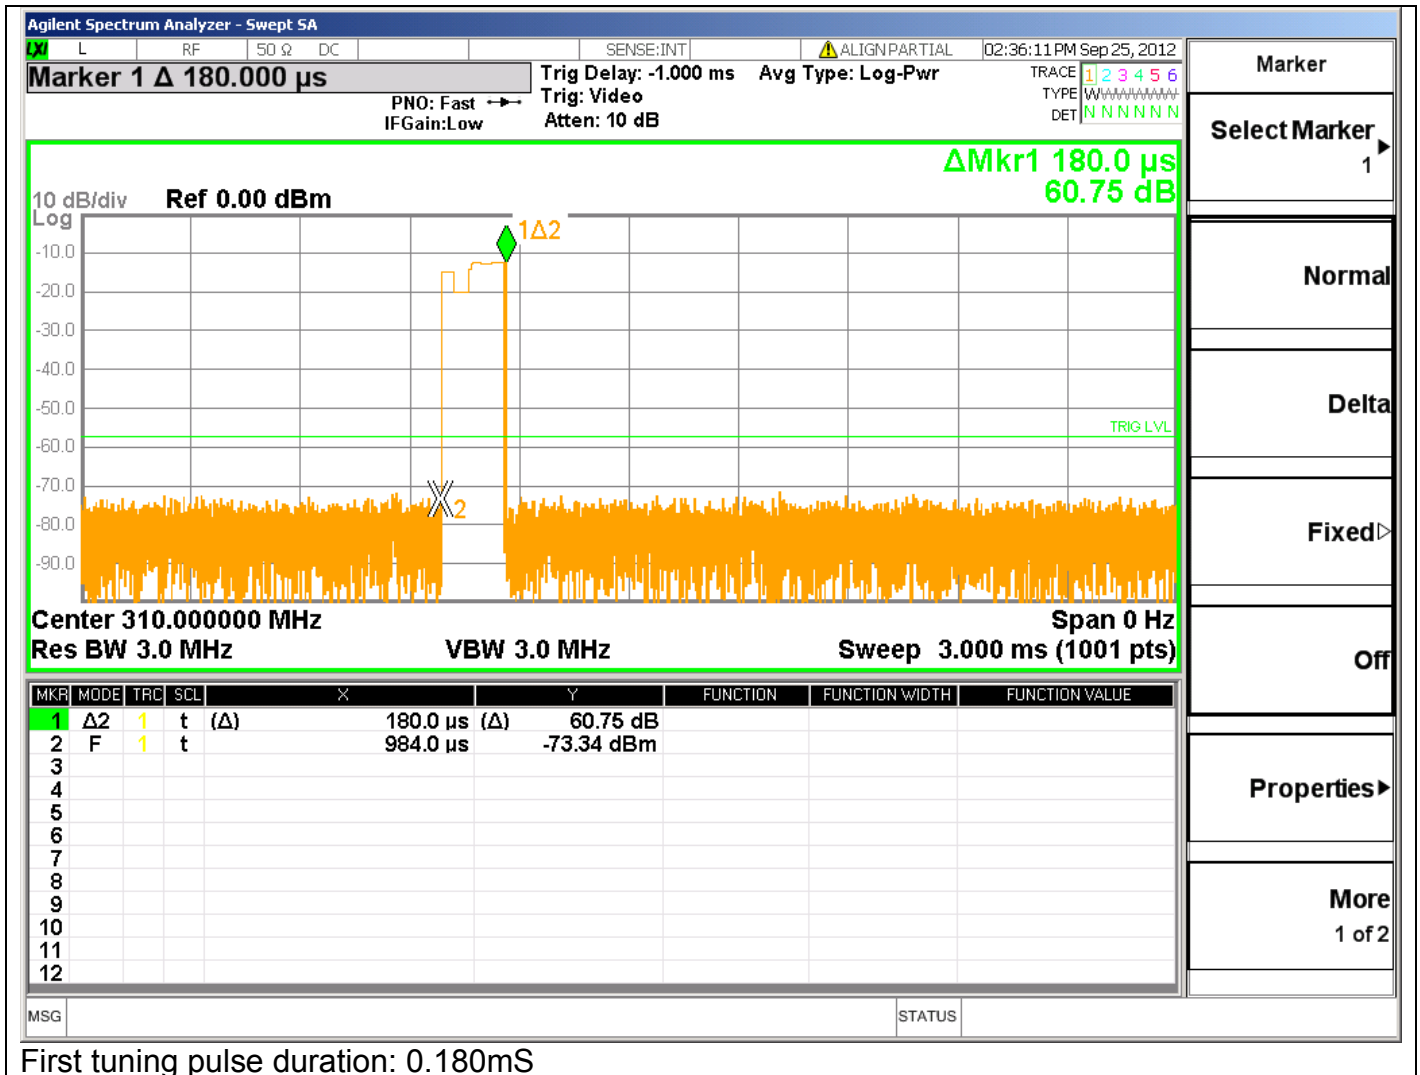 Agilent Spectrum Analyzer - Swept SA
LXI L RF 50 Ω DC SENSE:INT ALIGN PARTIAL 02:36:11 PM Sep 25, 2012
Marker 1 Δ 180.000 μs
PNO: Fast
IFGain:Low
Trig Delay: -1.000 ms
Trig: Video
Atten: 10 dB
Avg Type: Log-Pwr
TRACE 1 2 3 4 5 6
TYPE WWWWWW
DET N N N N N N
ΔMkr1 180.0 μs
60.75 dB
10 dB/div
Log
Ref 0.00 dBm
1Δ2
-10.0
-20.0
-30.0
-40.0
-50.0
TRIG LVL
-60.0
-70.0
2
-80.0
-90.0
Center 310.000000 MHz Span 0 Hz
Res BW 3.0 MHz VBW 3.0 MHz Sweep 3.000 ms (1001 pts)
MKR MODE TRC SCL X Y FUNCTION FUNCTION WIDTH FUNCTION VALUE
1 Δ2 1 t (Δ) 180.0 μs (Δ) 60.75 dB
2 F 1 t 984.0 μs -73.34 dBm
3
4
5
6
7
8
9
10
11
12
MSG STATUS
Marker
Select Marker
1
Normal
Delta
Fixed
Off
Properties
More
1 of 2
First tuning pulse duration: 0.180mS